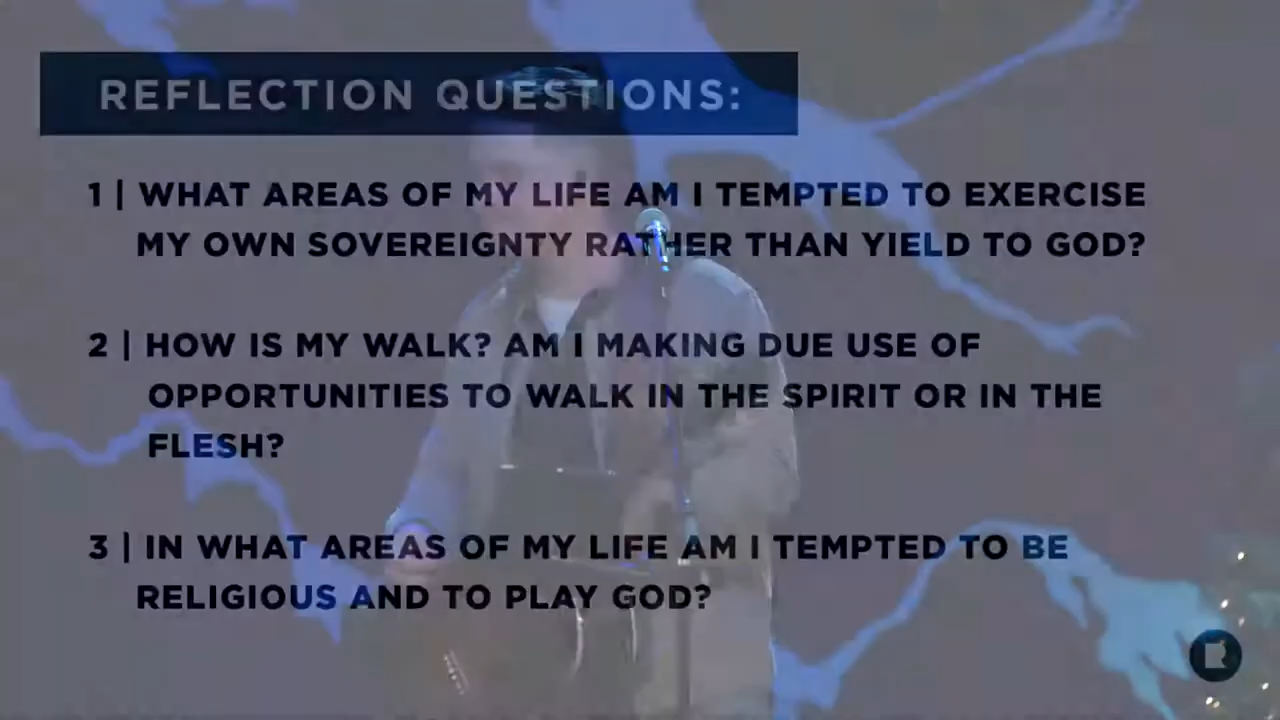 REFLECTION QUESTIONS:
1 | WHAT AREAS OF MY LIFE AM I TEMPTED TO EXERCISE
MY OWN SOVEREIGNTY RATHER THAN YIELD TO GOD?
2 | HOW IS MY WALK? AM I MAKING DUE USE OF
OPPORTUNITIES TO WALK IN THE SPIRIT OR IN THE
FLESH?
3 | IN WHAT AREAS OF MY LIFE AM I TEMPTED TO BE
RELIGIOUS AND TO PLAY GOD?